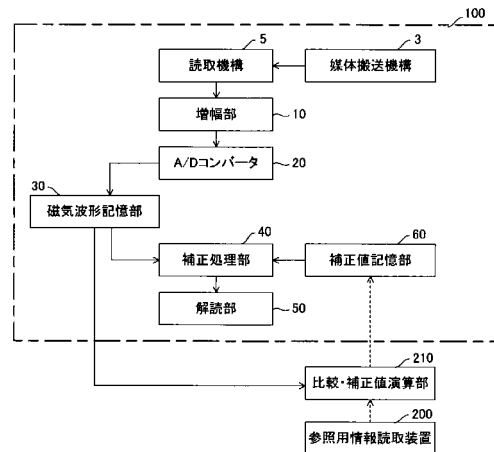 100
5
3
読取機構
媒体搬送機構
増幅部
10
A/Dコンバータ
20
30
磁気波形記憶部
40
60
補正処理部
補正値記憶部
解読部
50
210
比較・補正値演算部
200
参照用情報読取装置